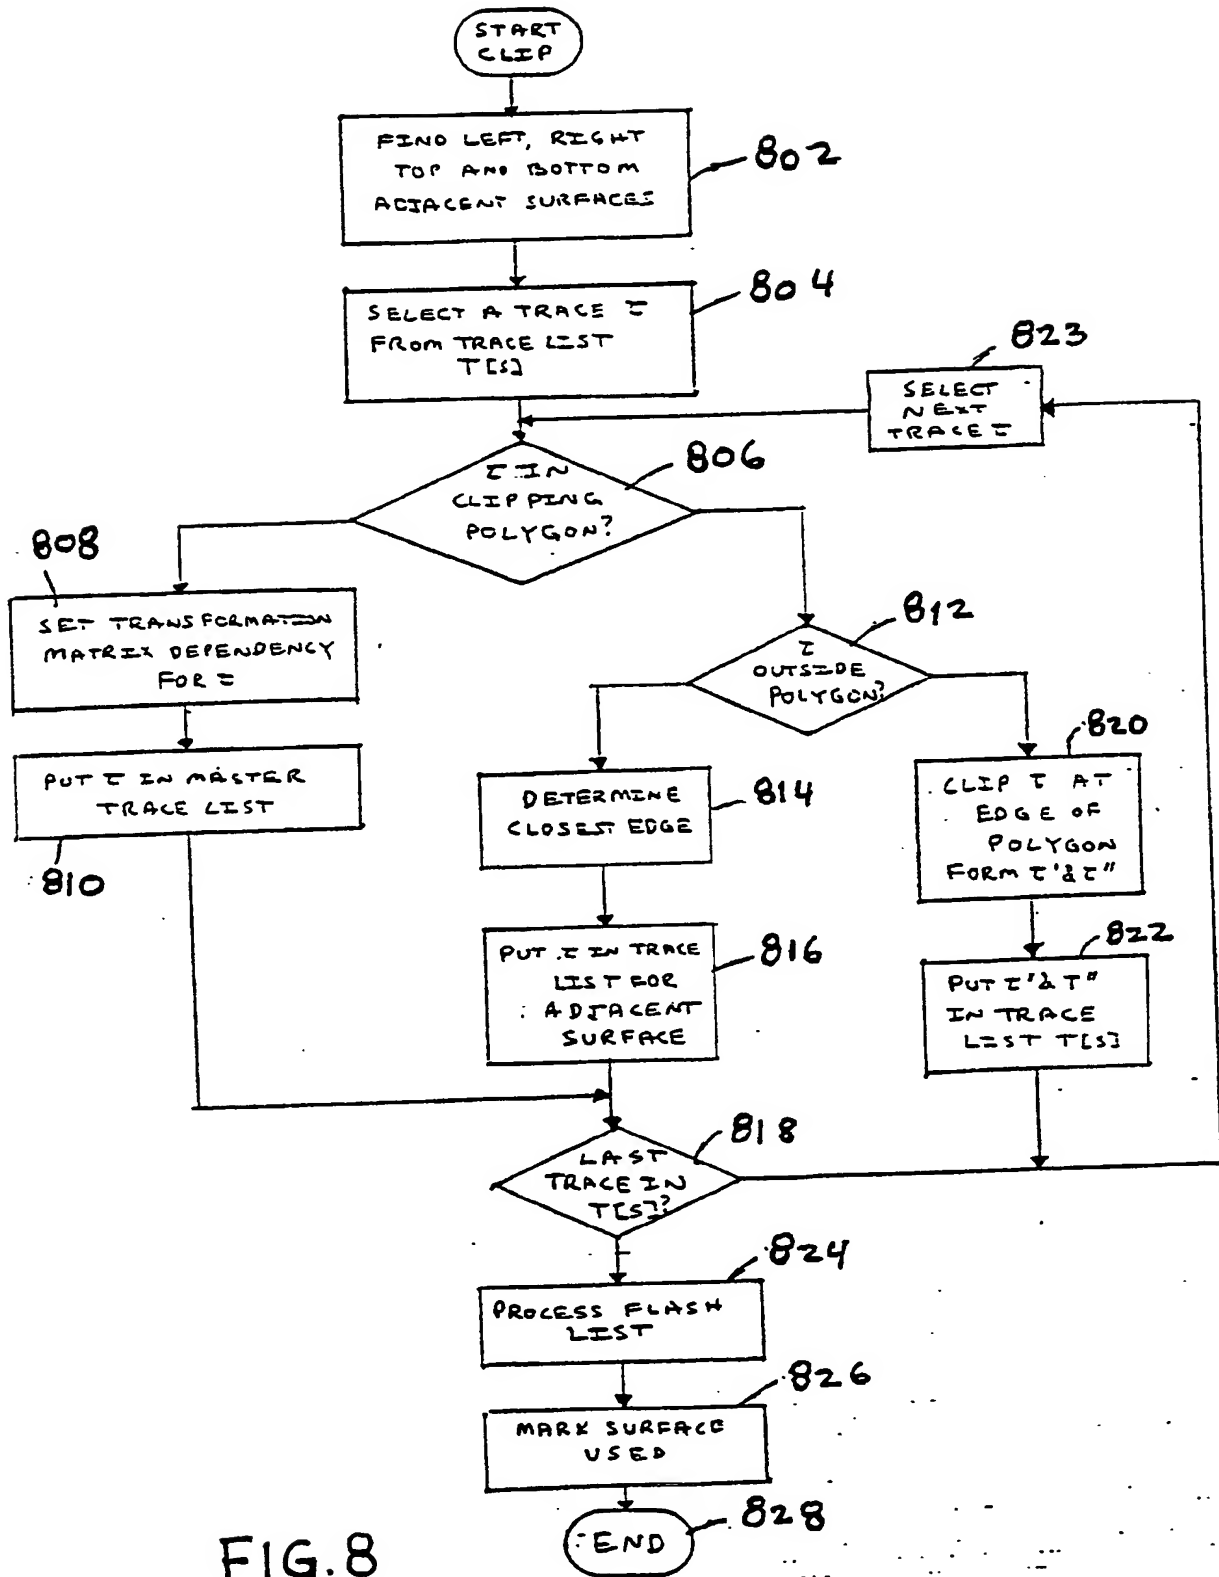 START
CLIP
FIND LEFT, RIGHT
TOP AND BOTTOM
ADJACENT SURFACES
802
SELECT A TRACE τ
FROM TRACE LIST
T[S]
804
823
SELECT
NEXT
TRACE τ
τ IN
CLIPPING
POLYGON?
806
808
SET TRANSFORMATION
MATRIX DEPENDENCY
FOR τ
812
τ
OUTSIDE
POLYGON?
PUT τ IN MASTER
TRACE LIST
810
DETERMINE
CLOSEST EDGE
814
820
CLIP τ AT
EDGE OF
POLYGON
FORM τ'&τ"
PUT τ IN TRACE
LIST FOR
ADJACENT
SURFACE
816
822
PUT τ'& τ"
IN TRACE
LIST T[S]
LAST
TRACE IN
T[S]?
818
824
PROCESS FLASH
LIST
826
MARK SURFACE
USED
END
828
FIG.8